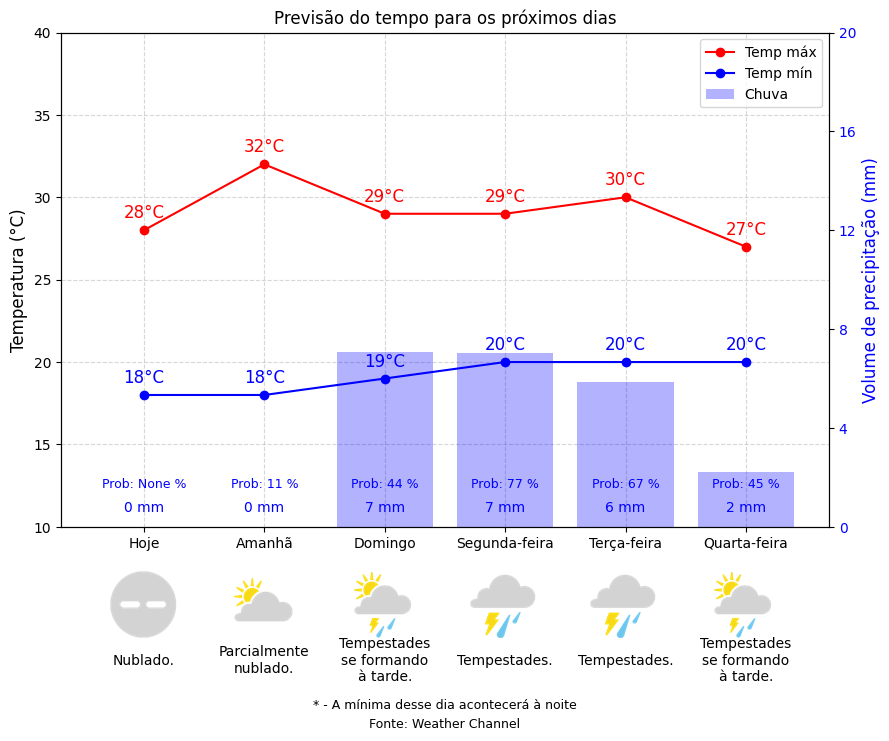 Previsão do tempo para os próximos dias
40
35
30
25
20
15
10
Temperatura (°C)
20
16
12
8
4
0
Volume de precipitação (mm)
Temp máx
Temp mín
Chuva
28°C
32°C
29°C
29°C
30°C
27°C
18°C
18°C
19°C
20°C
20°C
20°C
Prob: None %
Prob: 11 %
Prob: 44 %
Prob: 77 %
Prob: 67 %
Prob: 45 %
0 mm
0 mm
7 mm
7 mm
6 mm
2 mm
Hoje
Amanhã
Domingo
Segunda-feira
Terça-feira
Quarta-feira
Nublado.
Parcialmente
nublado.
Tempestades
se formando
à tarde.
Tempestades.
Tempestades.
Tempestades
se formando
à tarde.
* - A mínima desse dia acontecerá à noite
Fonte: Weather Channel